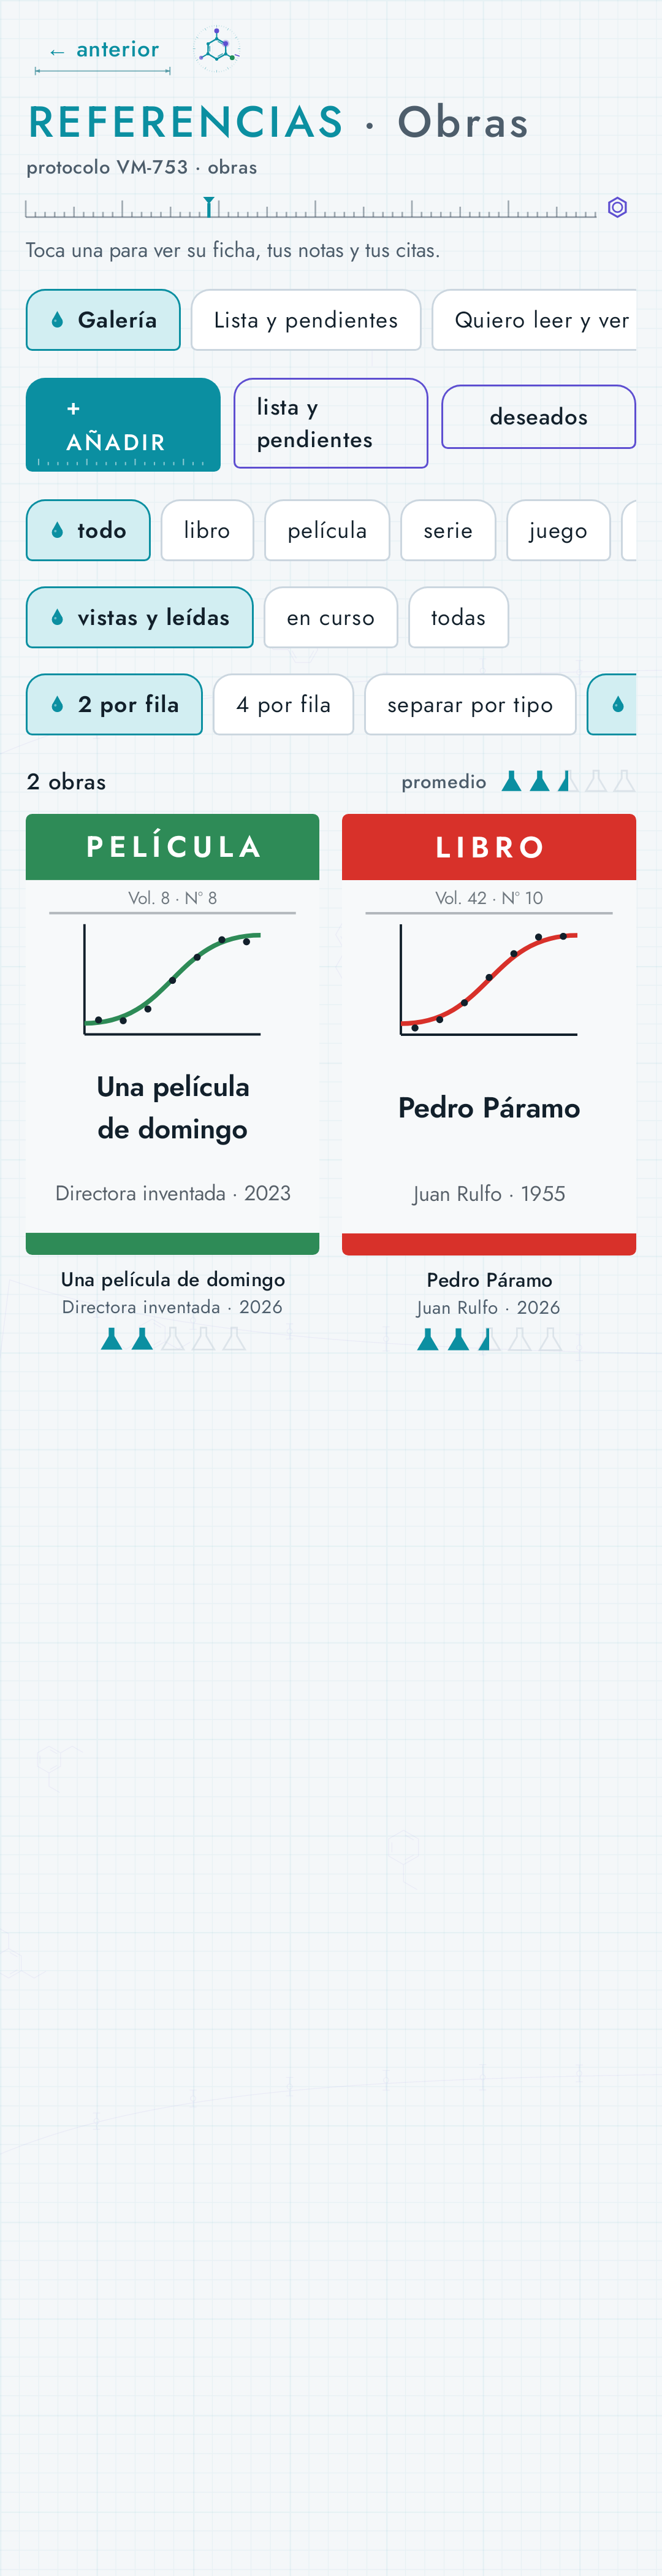 ← anterior
REFERENCIAS · Obras
protocolo VM-753 · obras
Toca una para ver su ficha, tus notas y tus citas.
Galería
Lista y pendientes
Quiero leer y ver
+
AÑADIR
lista y
pendientes
deseados
todo
libro
película
serie
juego
vistas y leídas
en curso
todas
2 por fila
4 por fila
separar por tipo
2 obras
promedio
PELÍCULA
Vol. 8 · N° 8
Una película
de domingo
Directora inventada · 2023
Una película de domingo
Directora inventada · 2026
LIBRO
Vol. 42 · N° 10
Pedro Páramo
Juan Rulfo · 1955
Pedro Páramo
Juan Rulfo · 2026